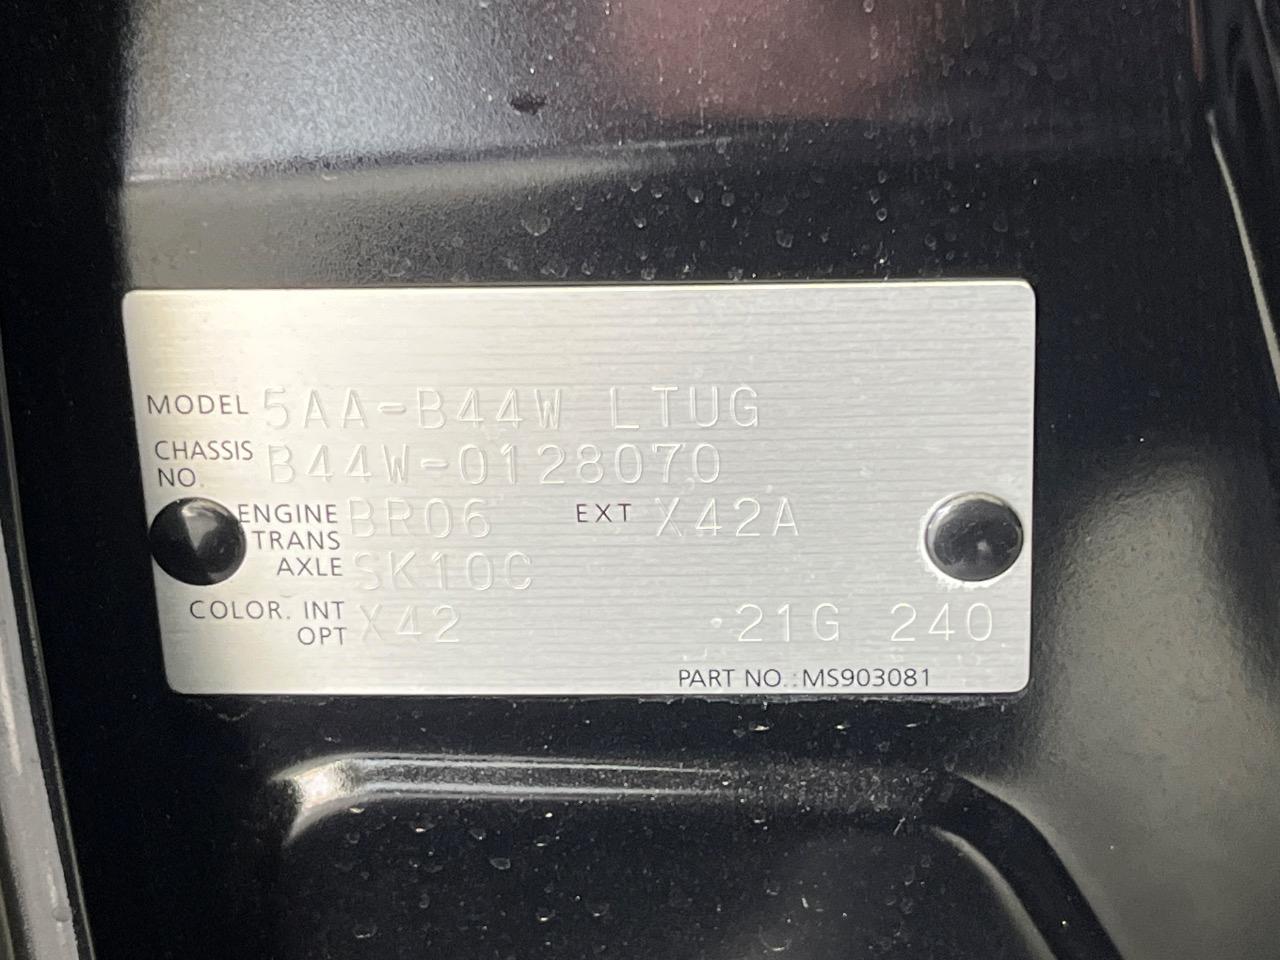 MODEL 5AA-B44W LTUG
CHASSIS NO. B44W-0128070
ENGINE BR06 EXT X42A
TRANS AXLE SK10C
COLOR. INT X42
OPT 21G 240
PART NO.:MS903081